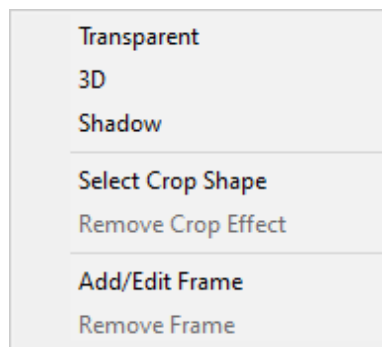 Transparent
3D
Shadow
Select Crop Shape
Remove Crop Effect
Add/Edit Frame
Remove Frame